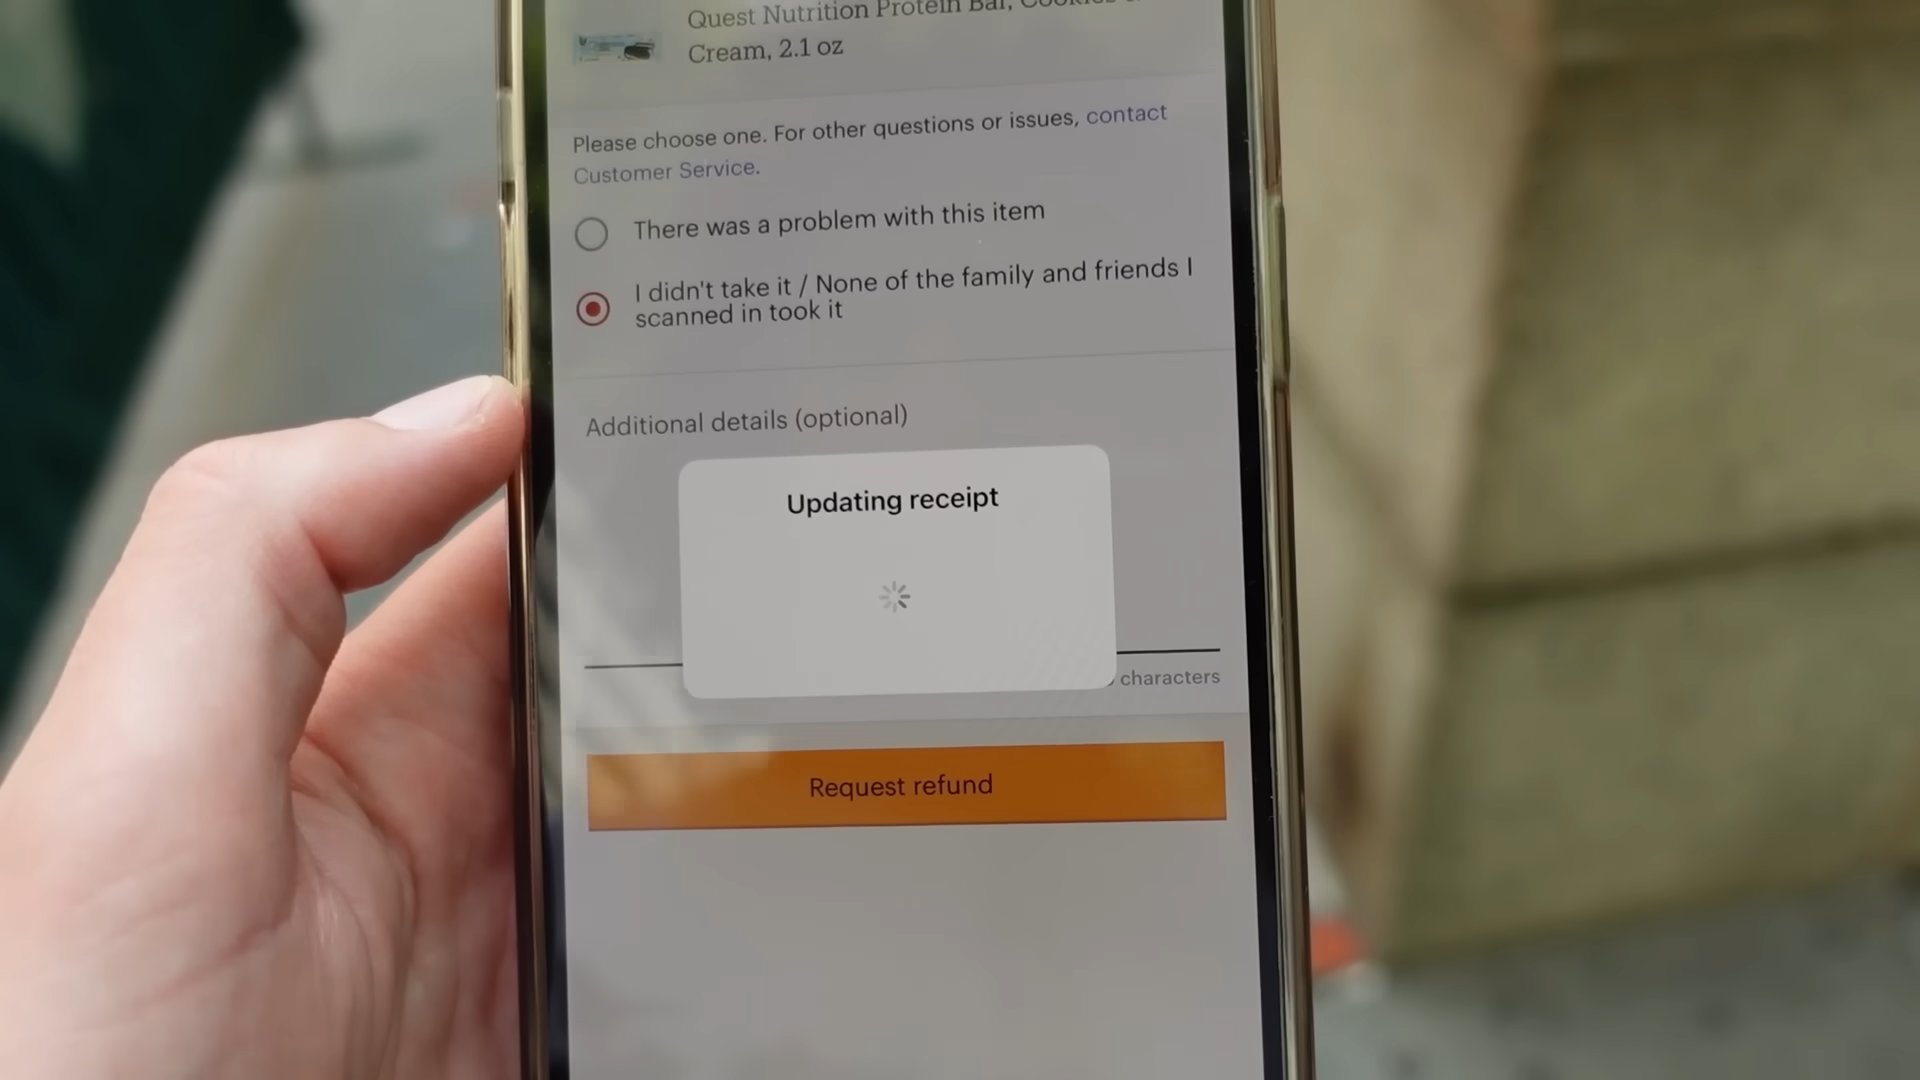 Quest Nutrition Protein Bar, Cookies
Cream, 2.1 oz
Please choose one. For other questions or issues, contact
Customer Service.
There was a problem with this item
I didn't take it / None of the family and friends I
scanned in took it
Additional details (optional)
Updating receipt
characters
Request refund